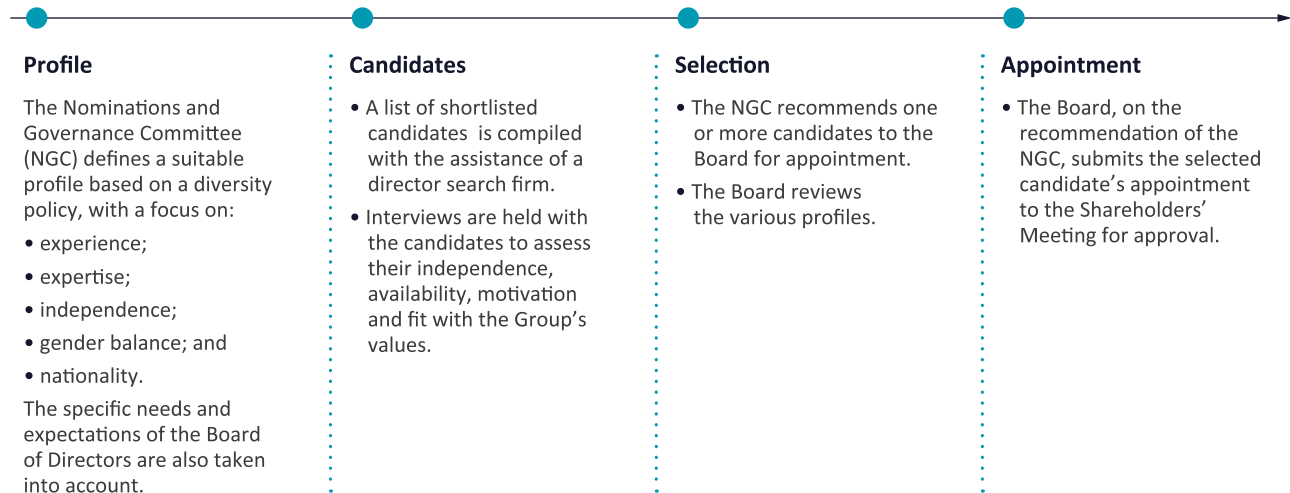 Profile
The Nominations and
Governance Committee
(NGC) defines a suitable
profile based on a diversity
policy, with a focus on:
• experience;
• expertise;
• independence;
• gender balance; and
• nationality.
The specific needs and
expectations of the Board
of Directors are also taken
into account.
Candidates
• A list of shortlisted
candidates is compiled
with the assistance of a
director search firm.
• Interviews are held with
the candidates to assess
their independence,
availability, motivation
and fit with the Group’s
values.
Selection
• The NGC recommends one
or more candidates to the
Board for appointment.
• The Board reviews
the various profiles.
Appointment
• The Board, on the
recommendation of the
NGC, submits the selected
candidate’s appointment
to the Shareholders’
Meeting for approval.